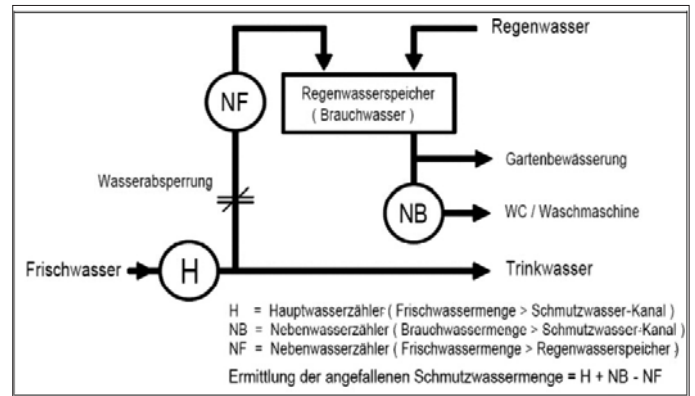 Regenwasser
NF
Regenwasserspeicher
( Brauchwasser )
Gartenbewässerung
Wasserabsperrung
NB
WC / Waschmaschine
Frischwasser
H
Trinkwasser
H = Hauptwasserzähler ( Frischwassermenge > Schmutzwasser-Kanal )
NB = Nebenwasserzähler ( Brauchwassermenge > Schmutzwasser-Kanal )
NF = Nebenwasserzähler ( Frischwassermenge > Regenwasserspeicher )
Ermittlung der angefallenen Schmutzwassermenge = H + NB - NF